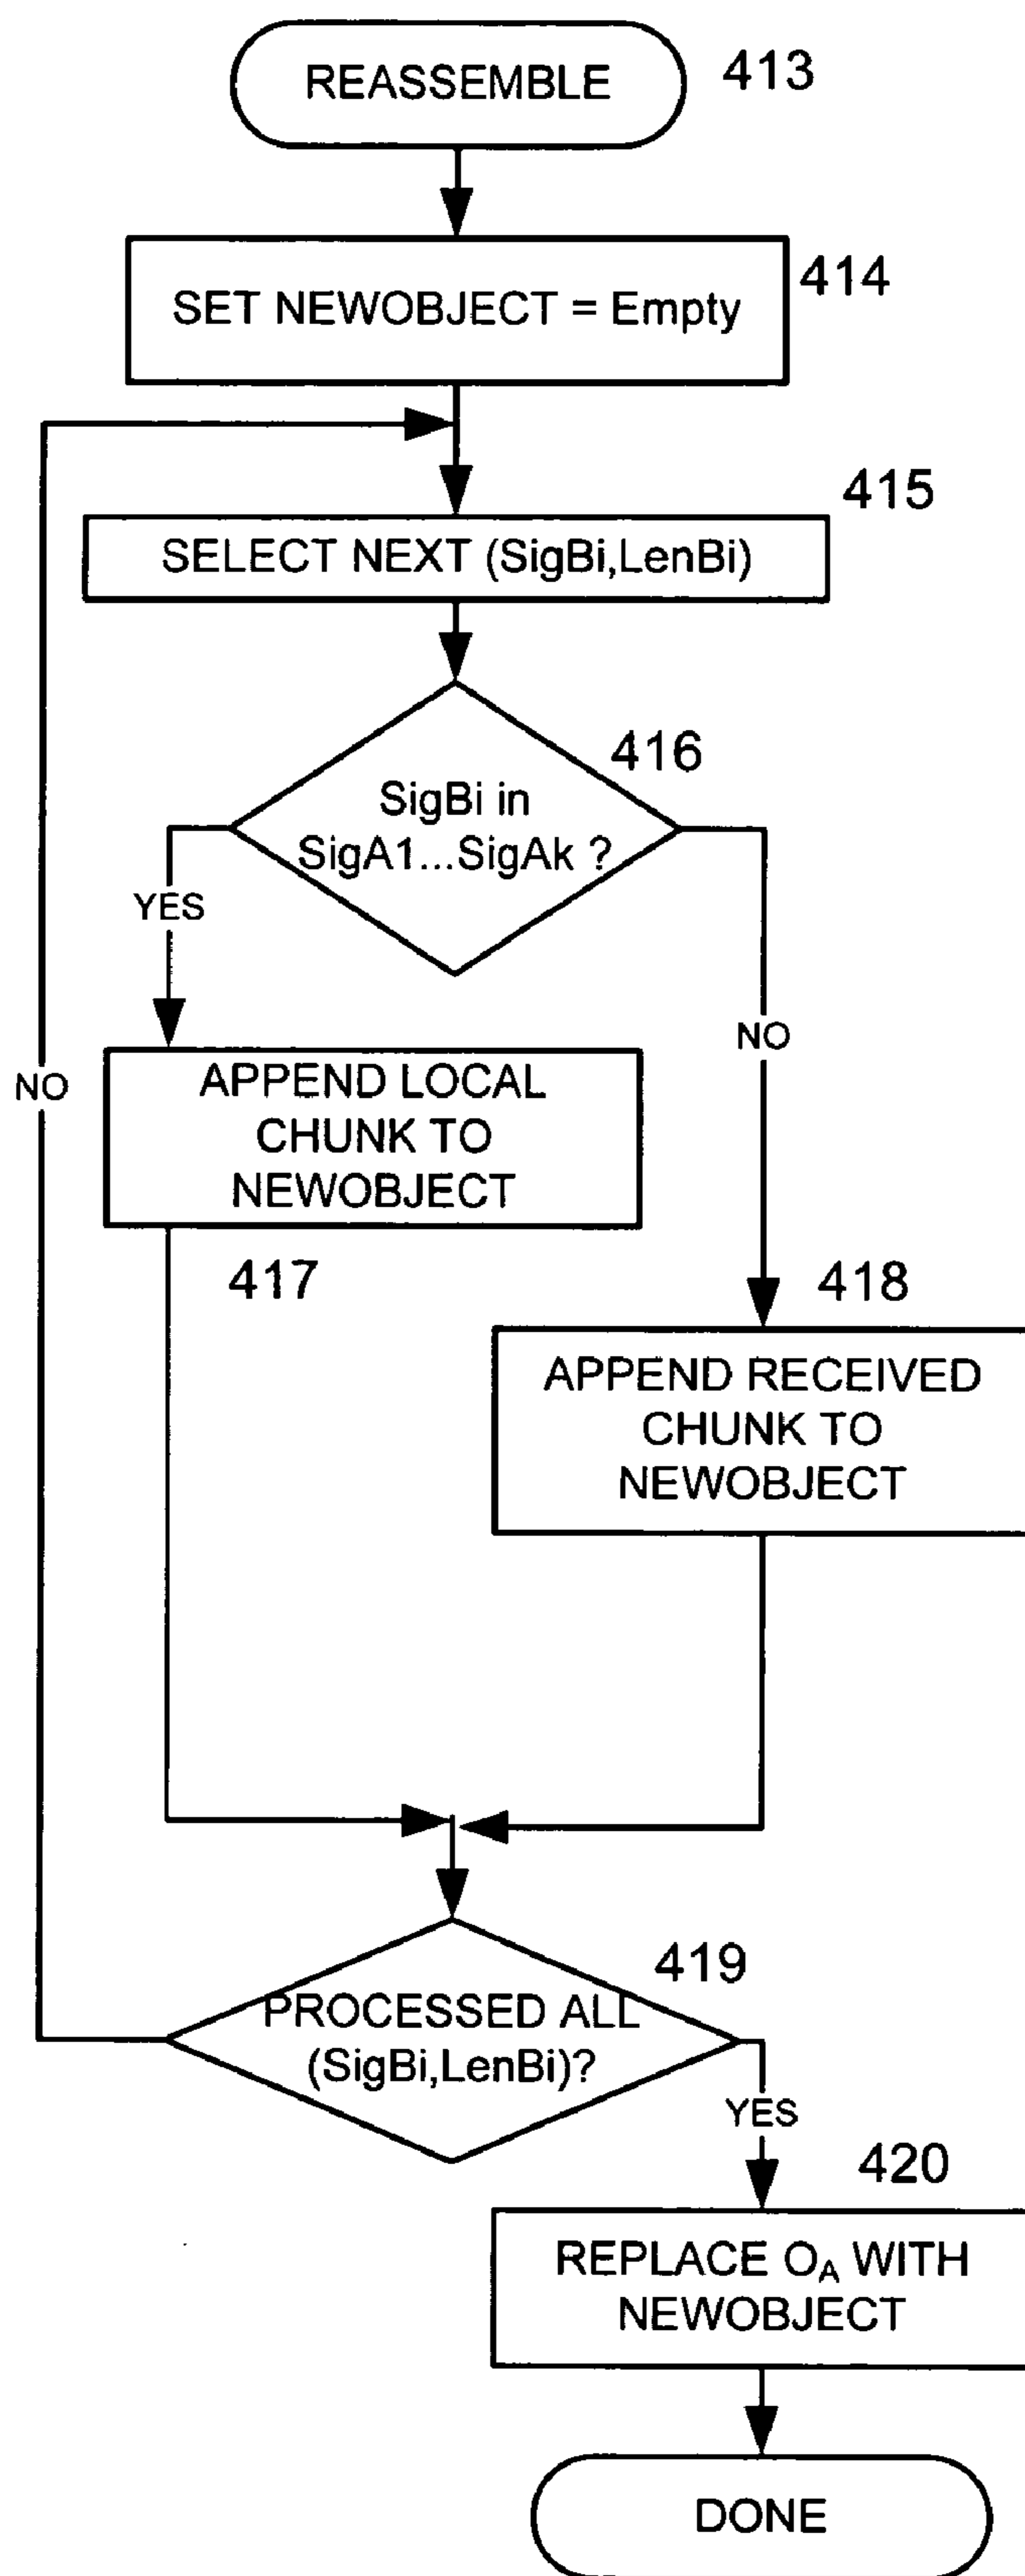 REASSEMBLE
413
SET NEWOBJECT = Empty
414
415
SELECT NEXT (SigBi,LenBi)
416
SigBi in
SigA1...SigAk ?
YES
NO
NO
APPEND LOCAL
CHUNK TO
NEWOBJECT
417
418
APPEND RECEIVED
CHUNK TO
NEWOBJECT
419
PROCESSED ALL
(SigBi,LenBi)?
YES
420
REPLACE O_A WITH
NEWOBJECT
DONE